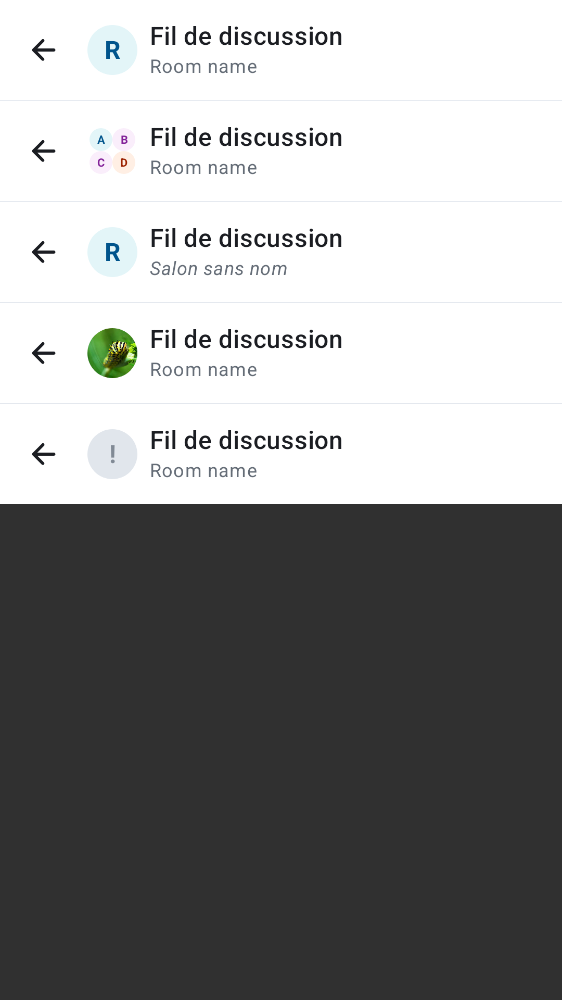 R
Fil de discussion
Room name
A B
C D
Fil de discussion
Room name
R
Fil de discussion
Salon sans nom
Fil de discussion
Room name
!
Fil de discussion
Room name